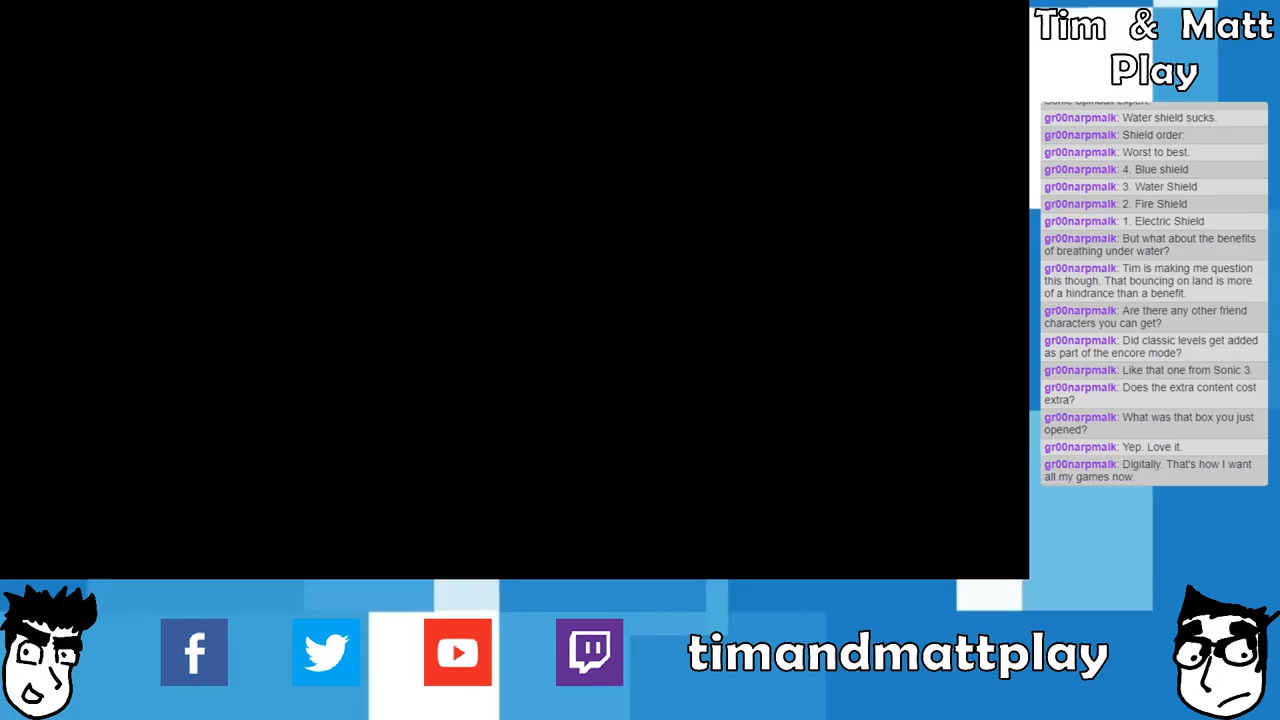 Tim & Matt
Play
Sonic Spinball expert.
gr00narpmalk: Water shield sucks.
gr00narpmalk: Shield order:
gr00narpmalk: Worst to best.
gr00narpmalk: 4. Blue shield
gr00narpmalk: 3. Water Shield
gr00narpmalk: 2. Fire Shield
gr00narpmalk: 1. Electric Shield
gr00narpmalk: But what about the benefits
of breathing under water?
gr00narpmalk: Tim is making me question
this though. That bouncing on land is more
of a hindrance than a benefit.
gr00narpmalk: Are there any other friend
characters you can get?
gr00narpmalk: Did classic levels get added
as part of the encore mode?
gr00narpmalk: Like that one from Sonic 3.
gr00narpmalk: Does the extra content cost
extra?
gr00narpmalk: What was that box you just
opened?
gr00narpmalk: Yep. Love it.
gr00narpmalk: Digitally. That's how I want
all my games now.
timandmattplay